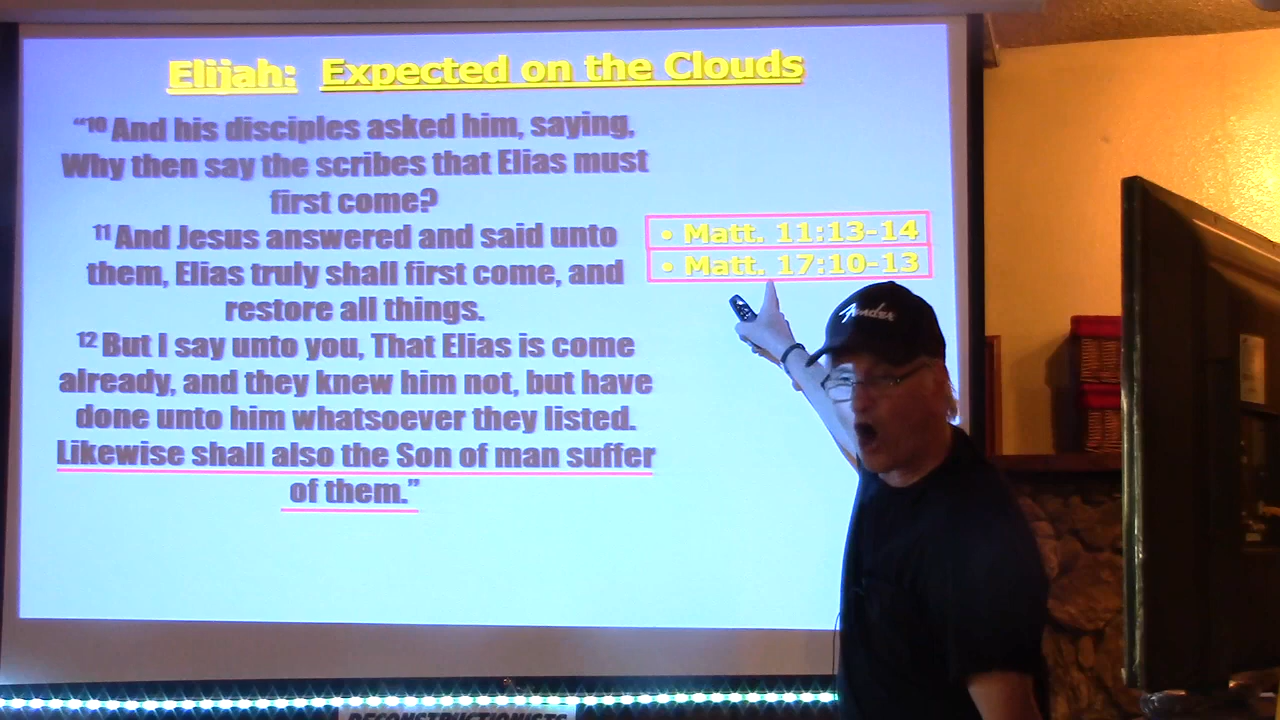 Elijah: Expected on the Clouds
“10 And his disciples asked him, saying,
Why then say the scribes that Elias must
first come?
11 And Jesus answered and said unto
them, Elias truly shall first come, and
restore all things.
12 But I say unto you, That Elias is come
already, and they knew him not, but have
done unto him whatsoever they listed.
Likewise shall also the Son of man suffer
of them.”
• Matt. 11:13-14
• Matt. 17:10-13
Fender
RECONSTRUCTIONISTS